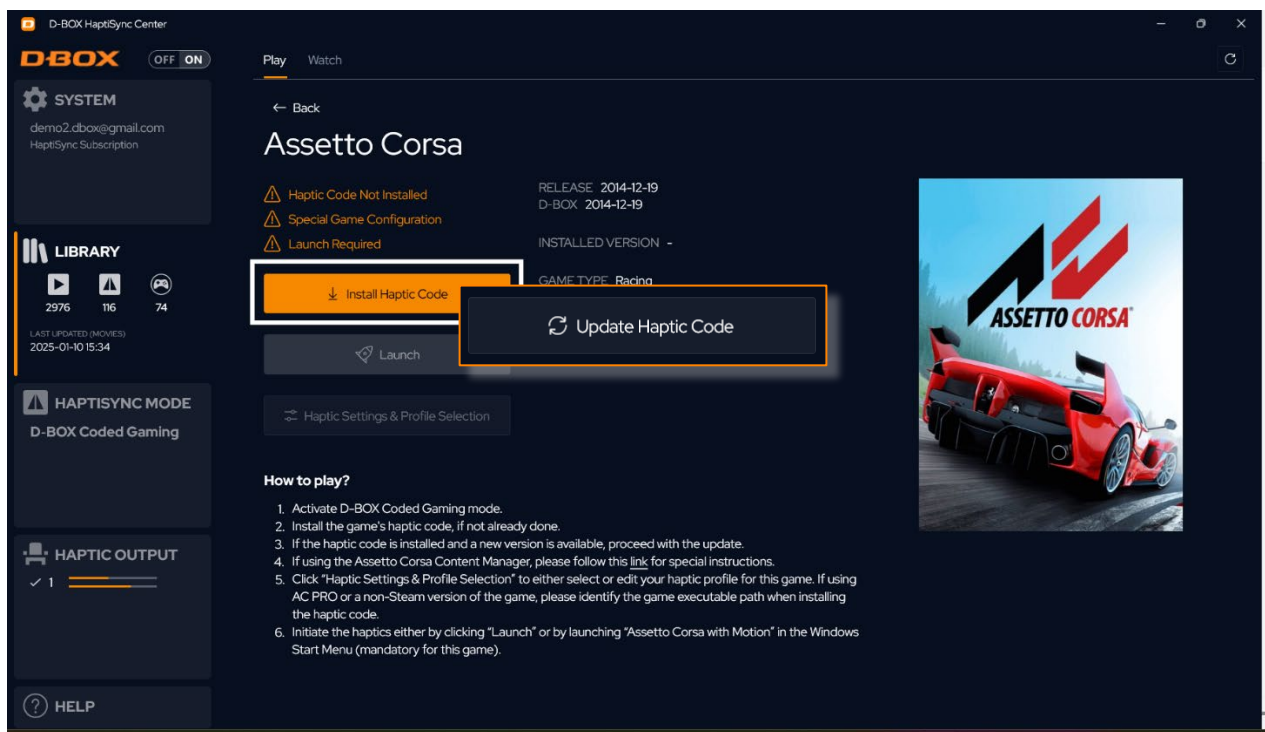 D-BOX HaptiSync Center
D-BOX
OFF ON
Play Watch
SYSTEM
demo2.dbox@gmail.com
HaptiSync Subscription
LIBRARY
2976 116 74
LAST UPDATED (MOVIES)
2025-01-10 15:34
HAPTISYNC MODE
D-BOX Coded Gaming
HAPTIC OUTPUT
1
HELP
← Back
Assetto Corsa
Haptic Code Not Installed
Special Game Configuration
Launch Required
RELEASE 2014-12-19
D-BOX 2014-12-19
INSTALLED VERSION -
GAME TYPE Racing
Install Haptic Code
Update Haptic Code
Launch
Haptic Settings & Profile Selection
ASSETTO CORSA
How to play?
1. Activate D-BOX Coded Gaming mode.
2. Install the game's haptic code, if not already done.
3. If the haptic code is installed and a new version is available, proceed with the update.
4. If using the Assetto Corsa Content Manager, please follow this link for special instructions.
5. Click "Haptic Settings & Profile Selection" to either select or edit your haptic profile for this game. If using
AC PRO or a non-Steam version of the game, please identify the game executable path when installing
the haptic code.
6. Initiate the haptics either by clicking "Launch" or by launching "Assetto Corsa with Motion" in the Windows
Start Menu (mandatory for this game).